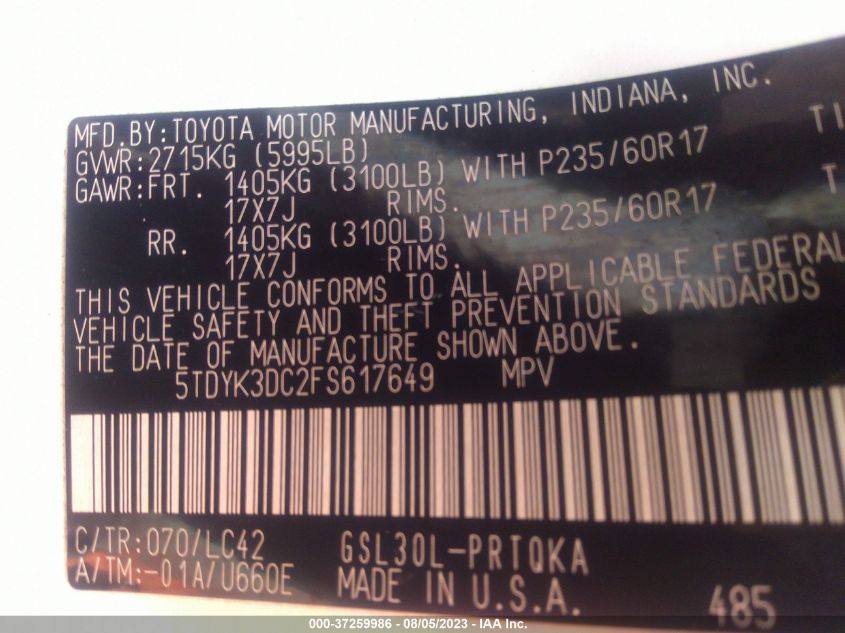 MFD.BY:TOYOTA MOTOR MANUFACTURING, INDIANA, INC.
GVWR:2715KG (5995LB)
GAWR:FRT. 1405KG (3100LB) WITH P235/60R17 TI
17X7J RIMS.
RR. 1405KG (3100LB) WITH P235/60R17 T
17X7J RIMS.
THIS VEHICLE CONFORMS TO ALL APPLICABLE FEDERAL
VEHICLE SAFETY AND THEFT PREVENTION STANDARDS
THE DATE OF MANUFACTURE SHOWN ABOVE.
5TDYK3DC2FS617649 MPV
C/TR:070/LC42 GSL30L-PRTQKA
A/TM:-01A/U660E MADE IN U.S.A. 485
000-37259986 - 08/05/2023 - IAA Inc.